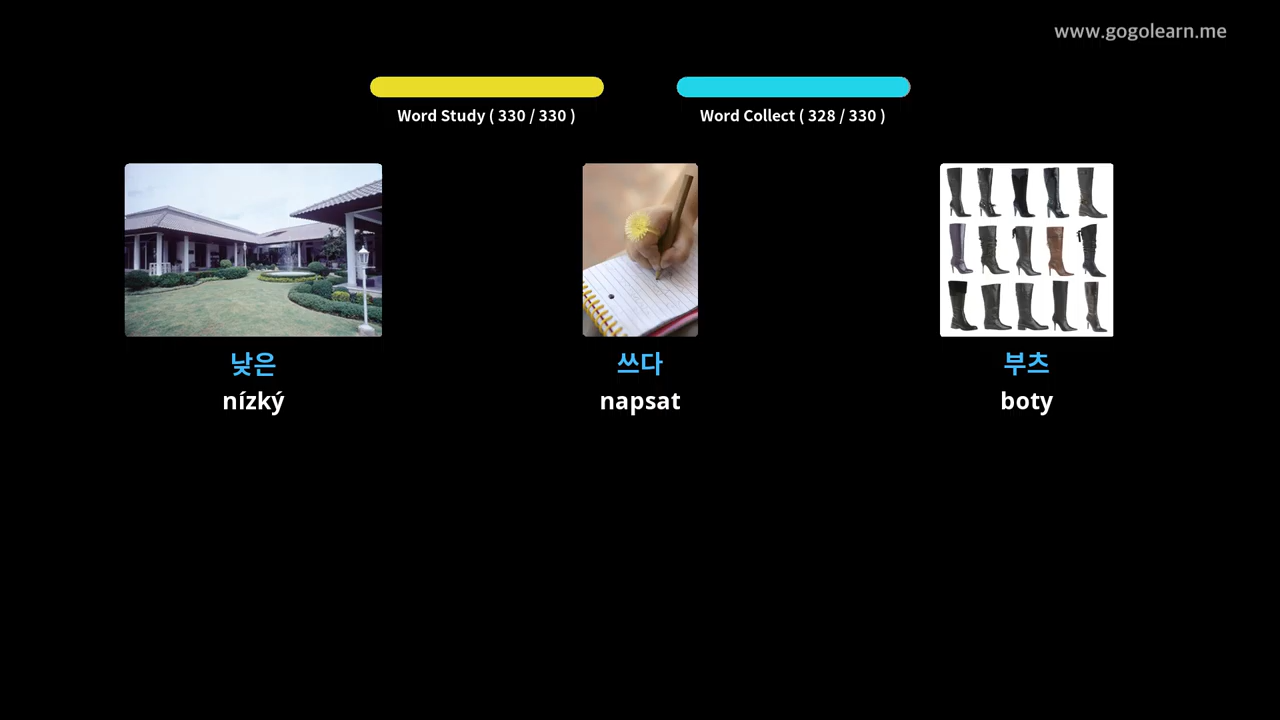 www.gogolearn.me
Word Study ( 330 / 330 )
Word Collect ( 328 / 330 )
낮은
nízký
쓰다
napsat
부츠
boty